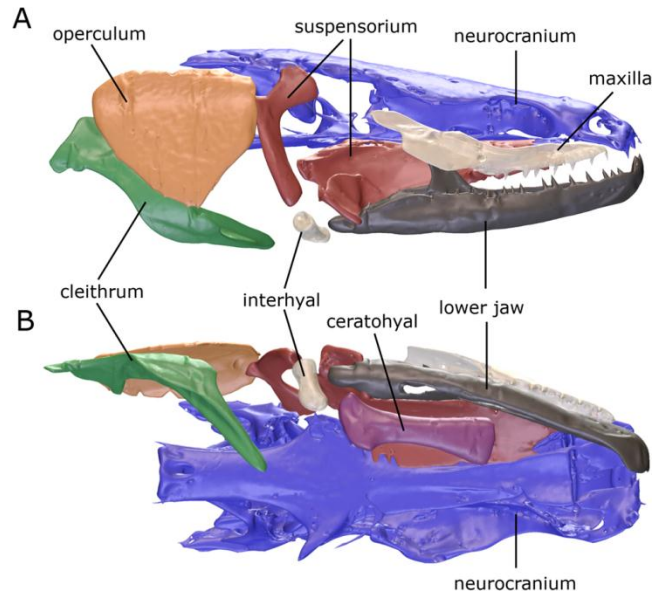 A
operculum
suspensorium
neurocranium
maxilla
cleithrum
interhyal
lower jaw
B
ceratohyal
neurocranium